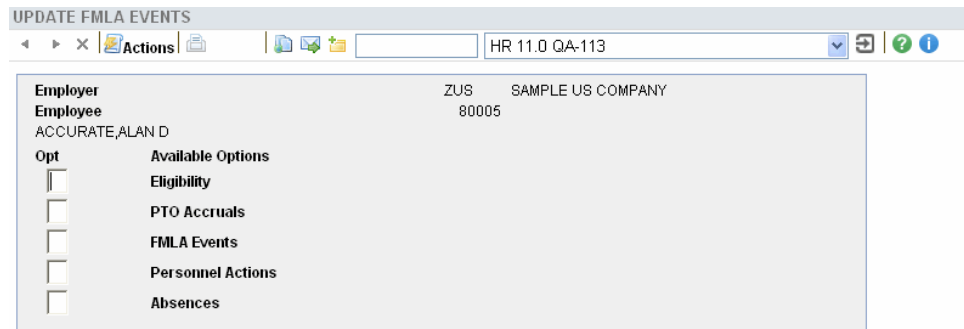 UPDATE FMLA EVENTS
Actions HR 11.0 QA-113
Employer ZUS SAMPLE US COMPANY
Employee 80005
ACCURATE,ALAN D
Opt Available Options
Eligibility
PTO Accruals
FMLA Events
Personnel Actions
Absences